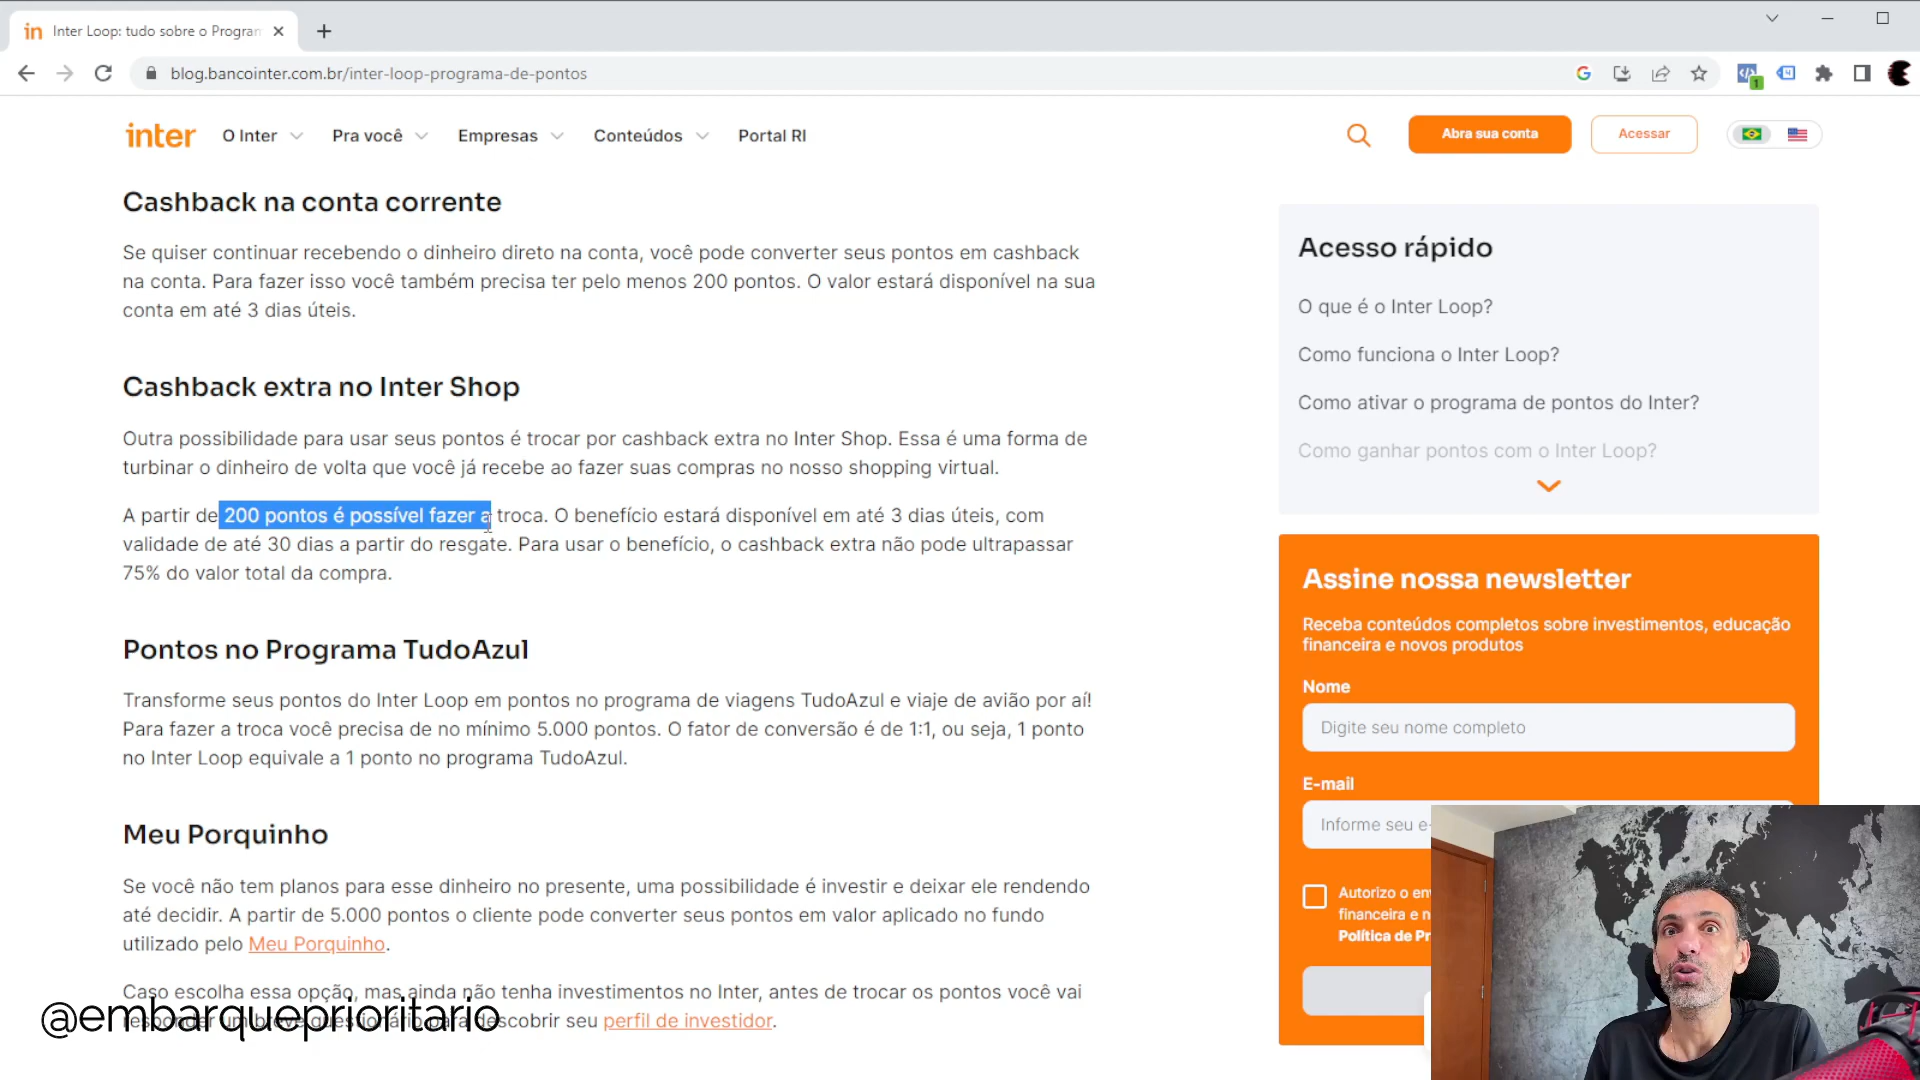 in Inter Loop: tudo sobre o Program
blog.bancointer.com.br/inter-loop-programa-de-pontos
1
inter O Inter Pra você Empresas Conteúdos Portal RI Abra sua conta Acessar
Cashback na conta corrente
Se quiser continuar recebendo o dinheiro direto na conta, você pode converter seus pontos em cashback
na conta. Para fazer isso você também precisa ter pelo menos 200 pontos. O valor estará disponível na sua
conta em até 3 dias úteis.
Cashback extra no Inter Shop
Outra possibilidade para usar seus pontos é trocar por cashback extra no Inter Shop. Essa é uma forma de
turbinar o dinheiro de volta que você já recebe ao fazer suas compras no nosso shopping virtual.
A partir de 200 pontos é possível fazer a troca. O benefício estará disponível em até 3 dias úteis, com
validade de até 30 dias a partir do resgate. Para usar o benefício, o cashback extra não pode ultrapassar
75% do valor total da compra.
Pontos no Programa TudoAzul
Transforme seus pontos do Inter Loop em pontos no programa de viagens TudoAzul e viaje de avião por aí!
Para fazer a troca você precisa de no mínimo 5.000 pontos. O fator de conversão é de 1:1, ou seja, 1 ponto
no Inter Loop equivale a 1 ponto no programa TudoAzul.
Meu Porquinho
Se você não tem planos para esse dinheiro no presente, uma possibilidade é investir e deixar ele rendendo
até decidir. A partir de 5.000 pontos o cliente pode converter seus pontos em valor aplicado no fundo
utilizado pelo Meu Porquinho.
Caso escolha essa opção, mas ainda não tenha investimentos no Inter, antes de trocar os pontos você vai
responder um breve questionário para descobrir seu perfil de investidor.
@embarqueprioritario
Acesso rápido
O que é o Inter Loop?
Como funciona o Inter Loop?
Como ativar o programa de pontos do Inter?
Como ganhar pontos com o Inter Loop?
Assine nossa newsletter
Receba conteúdos completos sobre investimentos, educação
financeira e novos produtos
Nome
Digite seu nome completo
E-mail
Informe seu e-
Autorizo o en
financeira e n
Política de Pr